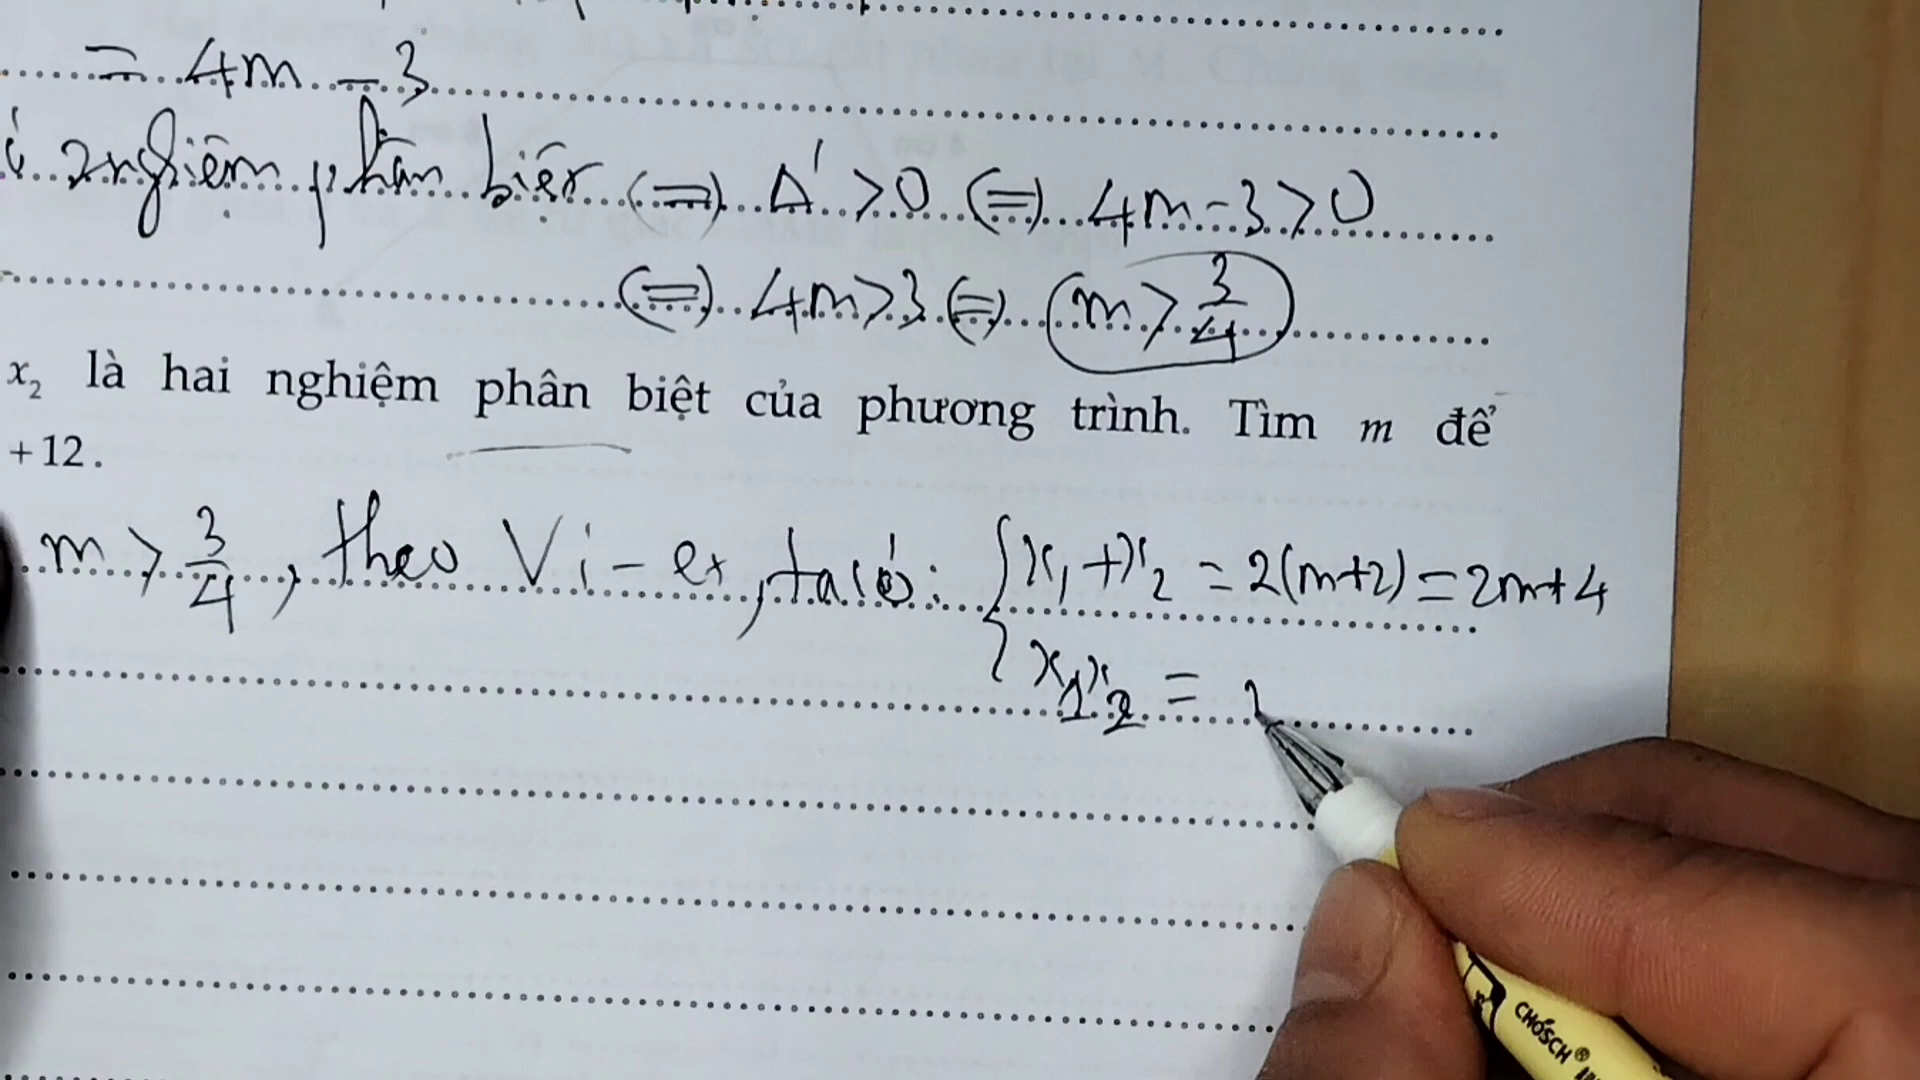 = 4m - 3
2 nghiệm phân biệt (=) Δ' > 0 (=) 4m - 3 > 0
(=) 4m > 3 (=) m > 3/4
x₂ là hai nghiệm phân biệt của phương trình. Tìm m để
+12.
m > 3/4, theo Vi-et, ta có: { x₁ + x₂ = 2(m+2) = 2m+4
x₁x₂ =
CHÓSCH®